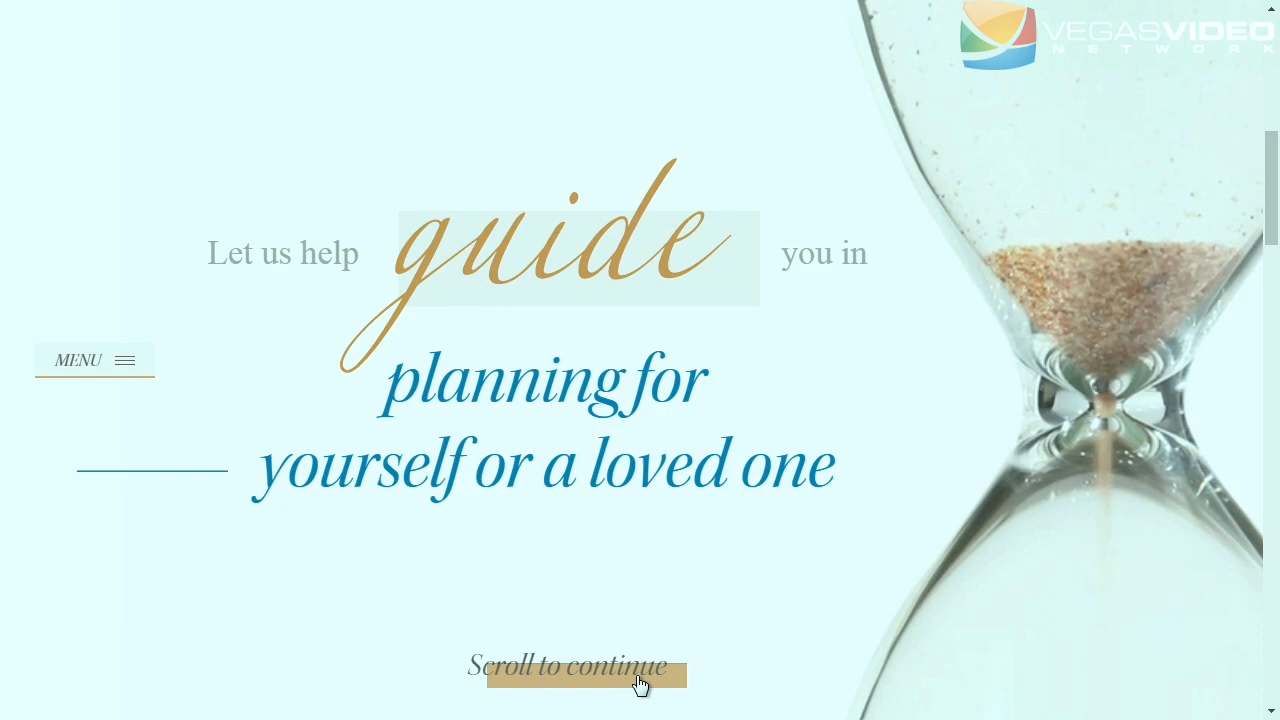 VEGASVIDEO
NETWORK
Let us help guide you in
planning for
MENU
yourself or a loved one
Scroll to continue